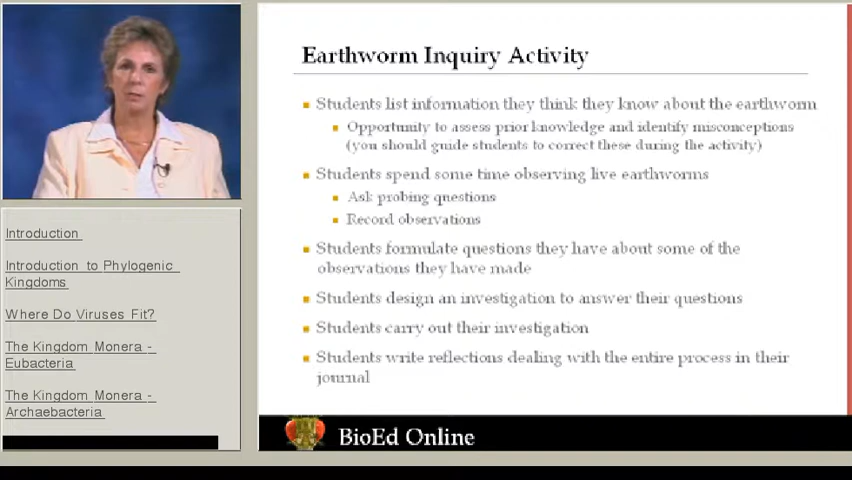 Earthworm Inquiry Activity
Students list information they think they know about the earthworm
Opportunity to assess prior knowledge and identify misconceptions
(you should guide students to correct these during the activity)
Students spend some time observing live earthworms
Ask probing questions
Record observations
Students formulate questions they have about some of the
observations they have made
Students design an investigation to answer their questions
Students carry out their investigation
Students write reflections dealing with the entire process in their
journal
BioEd Online
Introduction
Introduction to Phylogenic
Kingdoms
Where Do Viruses Fit?
The Kingdom Monera -
Eubacteria
The Kingdom Monera -
Archaebacteria